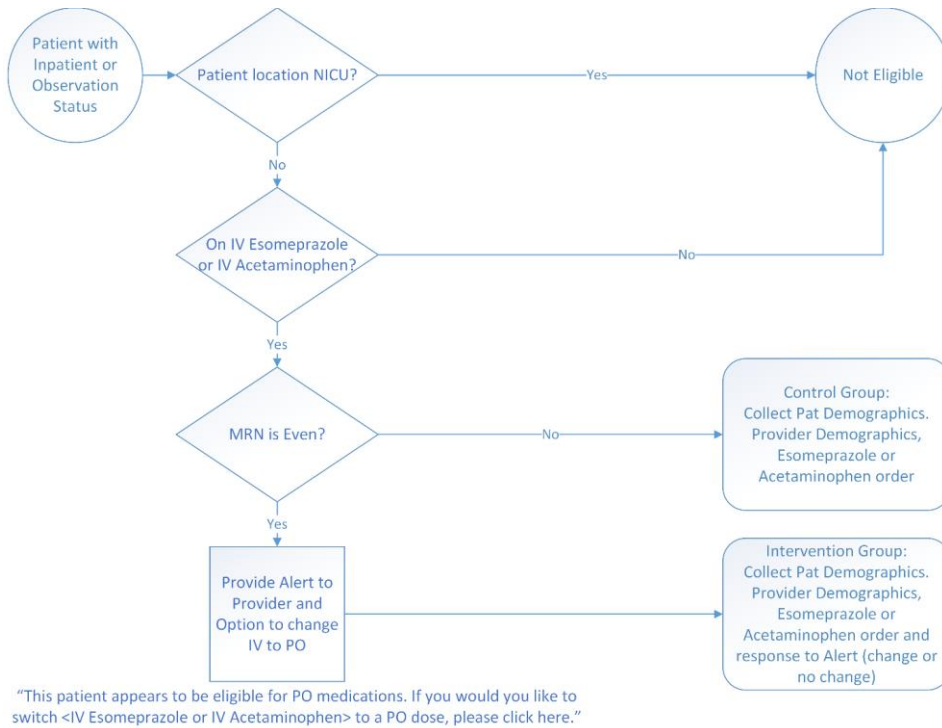 Patient with
Inpatient or
Observation
Status
Patient location NICU?
Yes
Not Eligible
No
On IV Esomeprazole
or IV Acetaminophen?
No
Yes
MRN is Even?
No
Control Group:
Collect Pat Demographics.
Provider Demographics,
Esomeprazole or
Acetaminophen order
Yes
Provide Alert to
Provider and
Option to change
IV to PO
Intervention Group:
Collect Pat Demographics.
Provider Demographics,
Esomeprazole or
Acetaminophen order and
response to Alert (change or
no change)
“This patient appears to be eligible for PO medications. If you would you like to
switch <IV Esomeprazole or IV Acetaminophen> to a PO dose, please click here.”